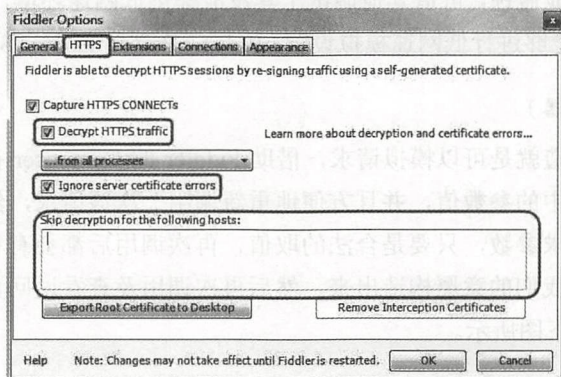 Fiddler Options
General HTTPS Extensions Connections Appearance
Fiddler is able to decrypt HTTPS sessions by re-signing traffic using a self-generated certificate.
Capture HTTPS CONNECTs
Decrypt HTTPS traffic
Learn more about decryption and certificate errors...
...from all processes
Ignore server certificate errors
Skip decryption for the following hosts:
Export Root Certificate to Desktop
Remove Interception Certificates
Help Note: Changes may not take effect until Fiddler is restarted. OK Cancel